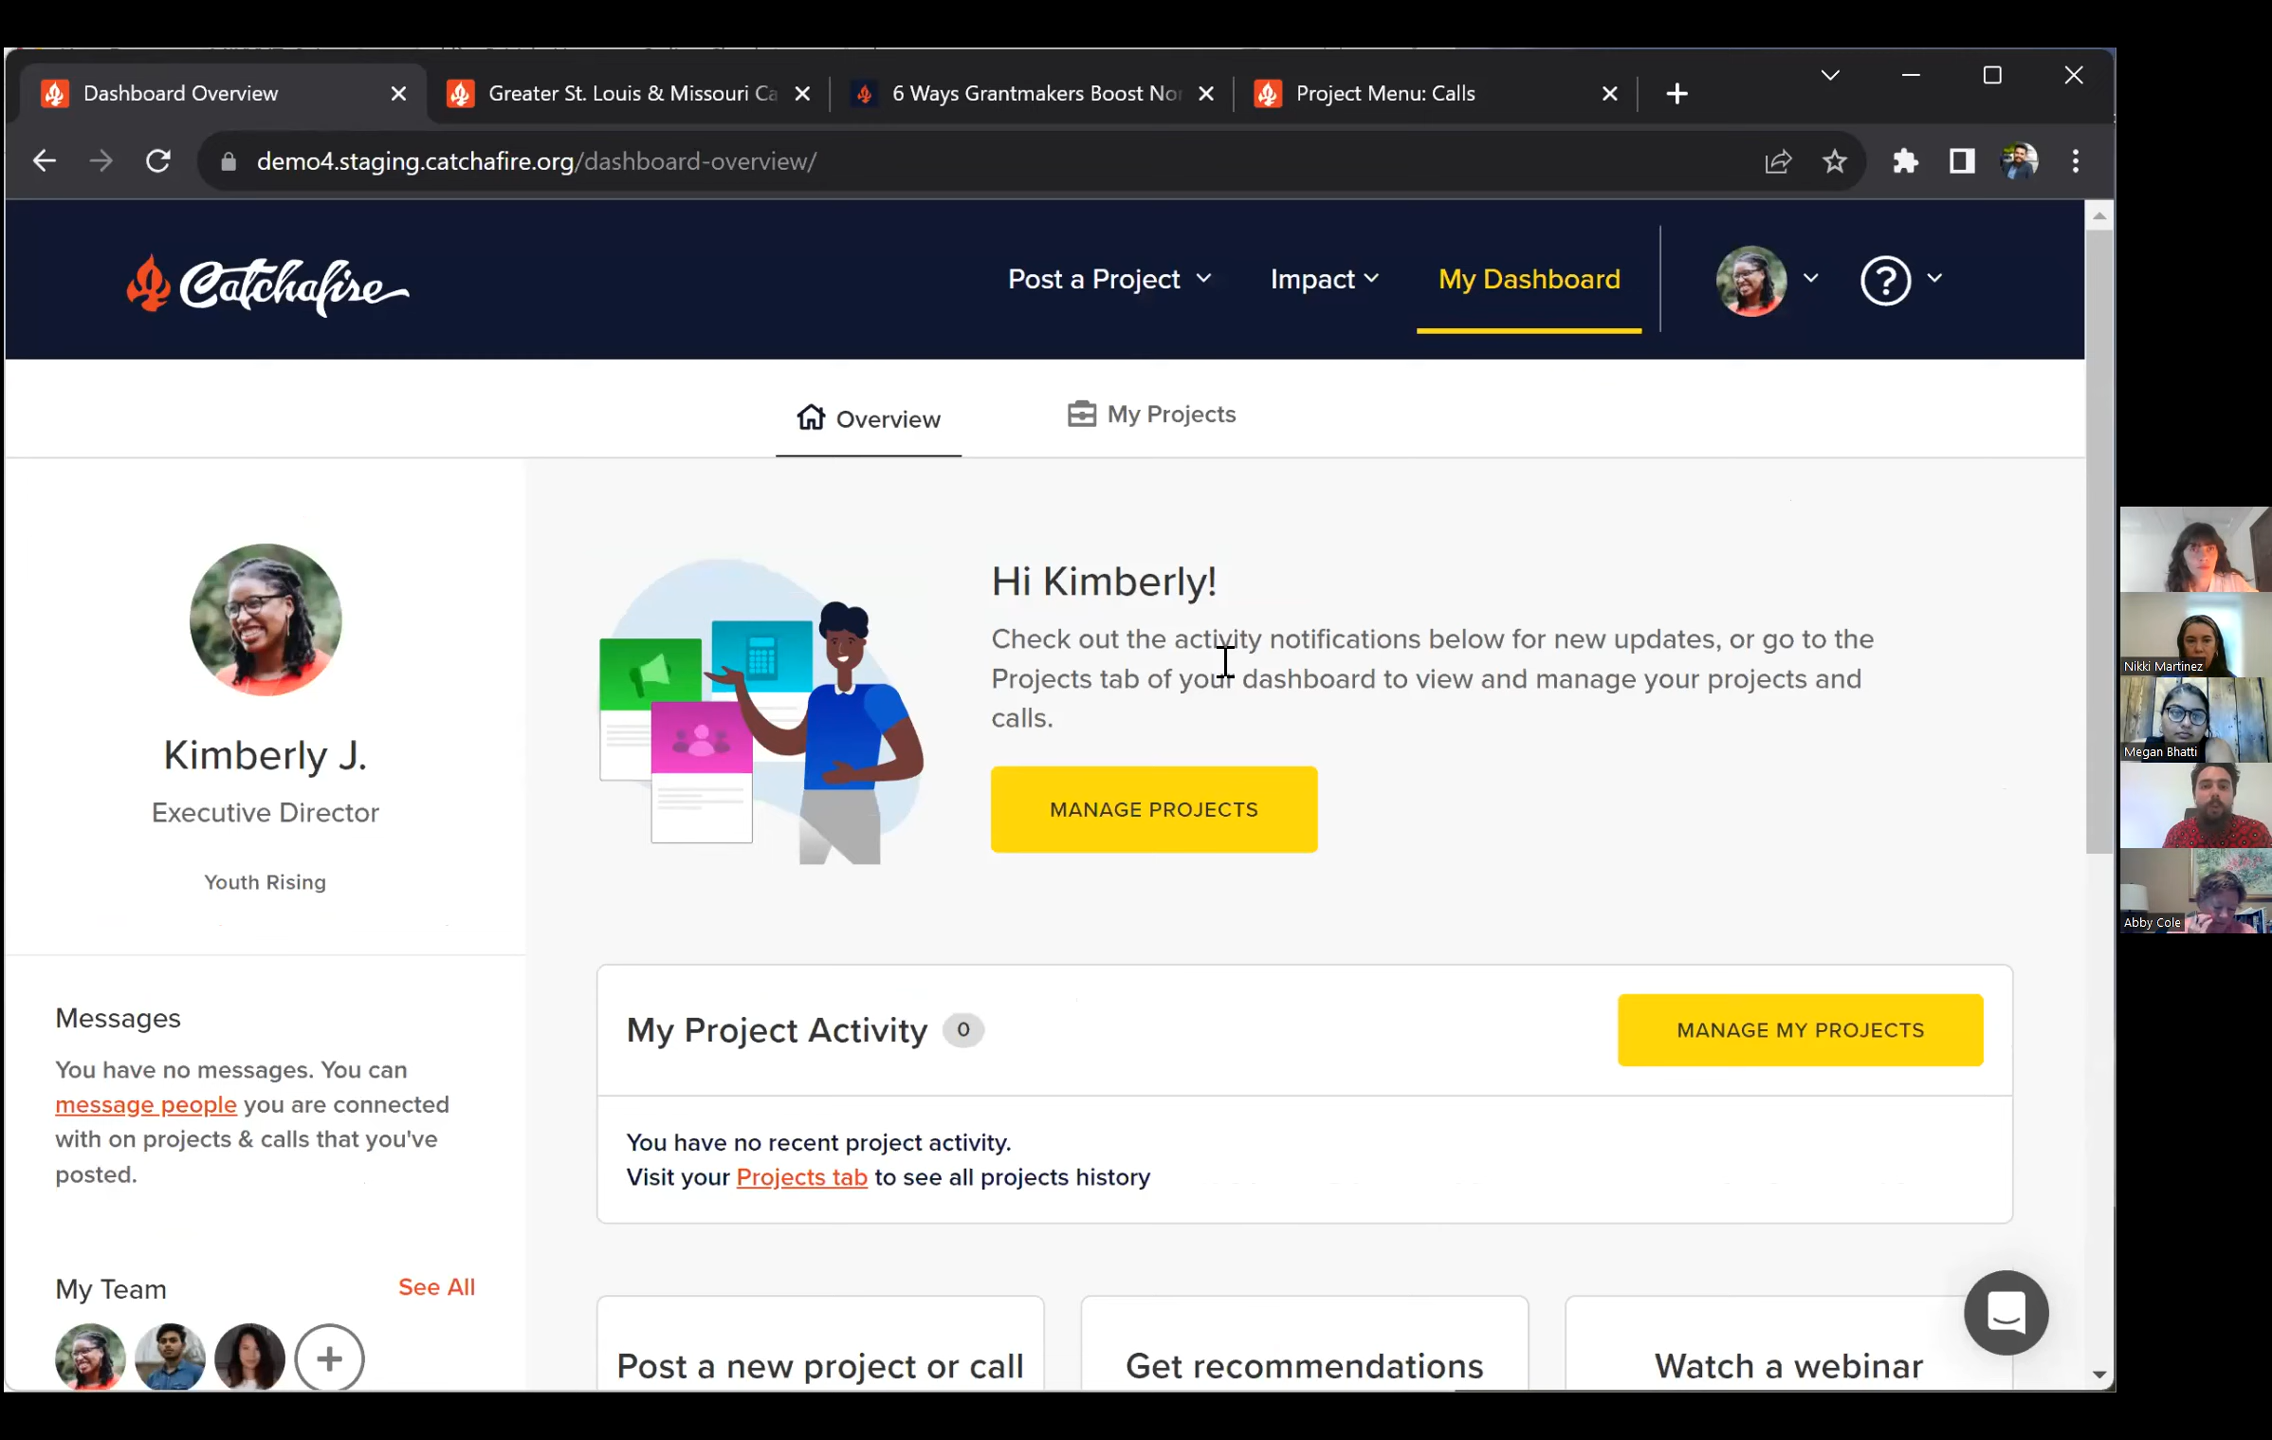 Dashboard Overview
Greater St. Louis & Missouri Ca
6 Ways Grantmakers Boost Nor
Project Menu: Calls
demo4.staging.catchafire.org/dashboard-overview/
Catchafire
Post a Project
Impact
My Dashboard
?
Overview
My Projects
Kimberly J.
Executive Director
Youth Rising
Hi Kimberly!
Check out the activity notifications below for new updates, or go to the
Projects tab of your dashboard to view and manage your projects and
calls.
MANAGE PROJECTS
Messages
You have no messages. You can
message people you are connected
with on projects & calls that you've
posted.
My Project Activity 0
MANAGE MY PROJECTS
You have no recent project activity.
Visit your Projects tab to see all projects history
My Team
See All
Post a new project or call
Get recommendations
Watch a webinar
Nikki Martinez
Megan Bhatti
Abby Cole